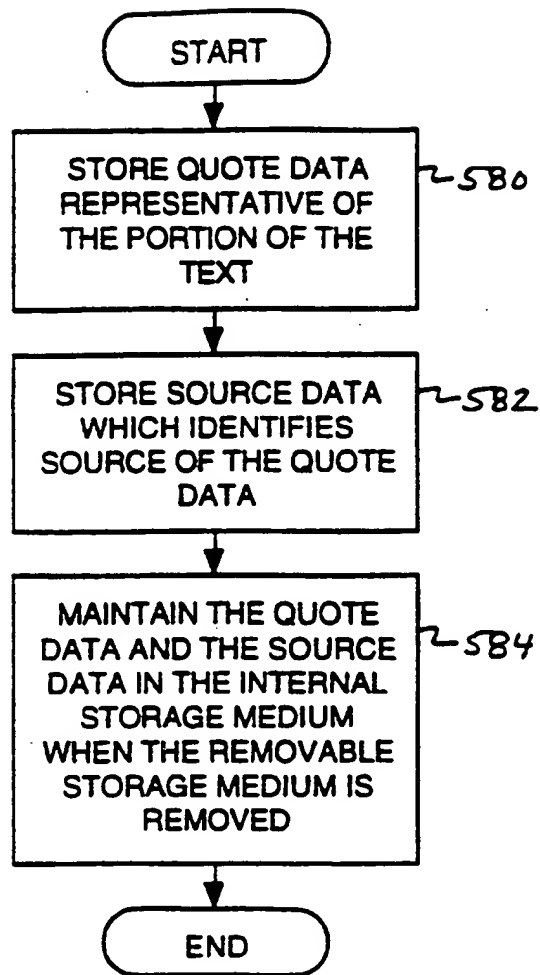 START
STORE QUOTE DATA
REPRESENTATIVE OF
THE PORTION OF THE
TEXT
580
STORE SOURCE DATA
WHICH IDENTIFIES
SOURCE OF THE QUOTE
DATA
582
MAINTAIN THE QUOTE
DATA AND THE SOURCE
DATA IN THE INTERNAL
STORAGE MEDIUM
WHEN THE REMOVABLE
STORAGE MEDIUM IS
REMOVED
584
END